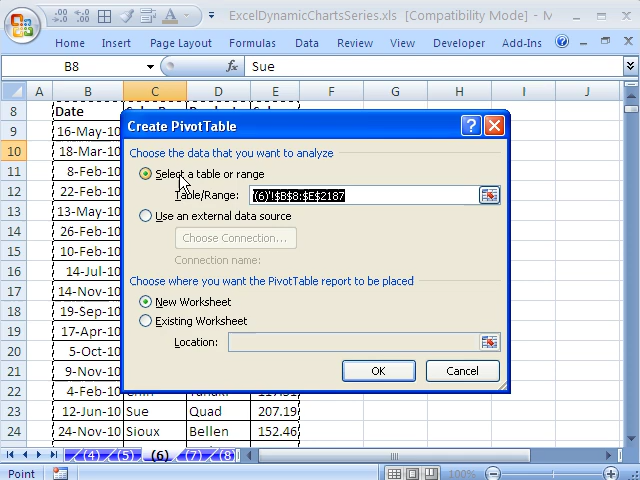 ExcelDynamicChartsSeries.xls [Compatibility Mode] - M...
Home Insert Page Layout Formulas Data Review Developer Add-Ins
B8 fx Sue
A B C D E F G H I J
8 Date
9 16-May-10
10 18-Mar-10
11 8-Feb-10
12 26-Feb-10
13 26-Feb-10
Create PivotTable
Choose the data that you want to analyze
Select a table or range
Table/Range: '(6)'!$B$8:$E$2187
Use an external data source
Choose Connection...
Connection name:
Choose where you want the PivotTable report to be placed
New Worksheet
Existing Worksheet
Location:
OK Cancel
14 26-Feb-10
15 10-Feb-10
16 14-Jul-10
17 14-Nov-10
18 19-Sep-10
19 17-Apr-10
20 5-Oct-10
21 9-Nov-10
22 4-Feb-10
23 12-Jun-10 Sue Quad 207.19
24 24-Nov-10 Sioux Bellen 152.46
(4) (5) (6) (7) (8
Point 100%